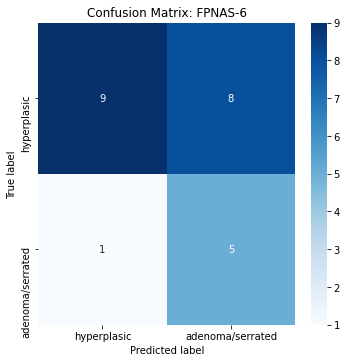 Confusion Matrix: FPNAS-6
True label
hyperplasic
adenoma/serrated
9
8
1
5
hyperplasic
adenoma/serrated
Predicted label
9
8
7
6
5
4
3
2
1